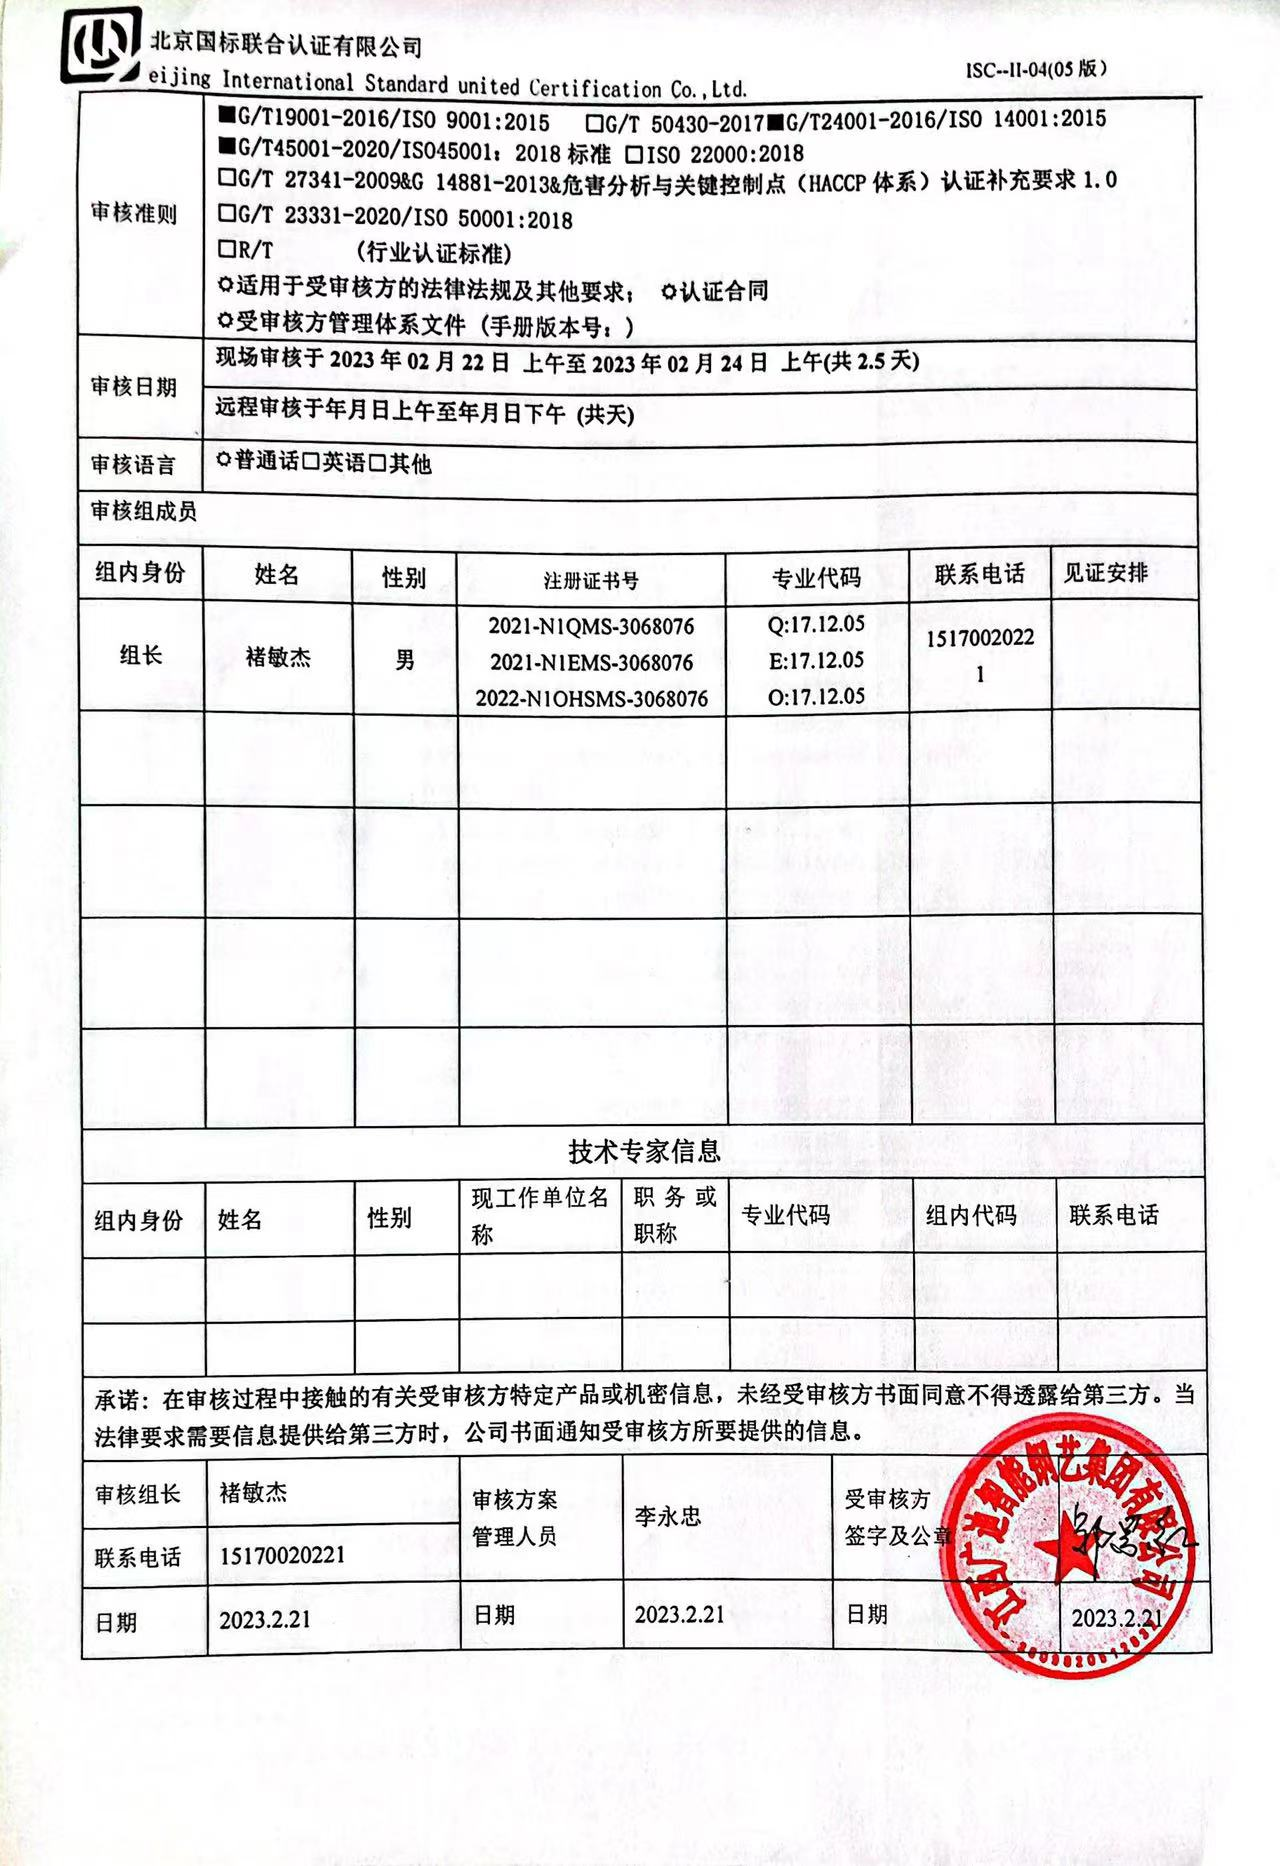 北京国标联合认证有限公司
eijing International Standard united Certification Co.,Ltd.
ISC--II-04(05 版)
审核准则
■G/T19001-2016/ISO 9001:2015 □G/T 50430-2017■G/T24001-2016/ISO 14001:2015
■G/T45001-2020/ISO45001：2018 标准 □ISO 22000:2018
□G/T 27341-2009&G 14881-2013&危害分析与关键控制点（HACCP 体系）认证补充要求 1.0
□G/T 23331-2020/ISO 50001:2018
□R/T (行业认证标准)
✪适用于受审核方的法律法规及其他要求； ✪认证合同
✪受审核方管理体系文件（手册版本号：）
审核日期
现场审核于 2023 年 02 月 22 日 上午至 2023 年 02 月 24 日 上午(共 2.5 天)
远程审核于年月日上午至年月日下午 (共天)
审核语言
✪普通话□英语□其他
审核组成员
组内身份 姓名 性别 注册证书号 专业代码 联系电话 见证安排
组长 褚敏杰 男
2021-N1QMS-3068076 Q:17.12.05
2021-N1EMS-3068076 E:17.12.05
2022-N1OHSMS-3068076 O:17.12.05
1517002022
1
技术专家信息
组内身份 姓名 性别 现工作单位名 职 务 或 专业代码 组内代码 联系电话
称 职称
承诺：在审核过程中接触的有关受审核方特定产品或机密信息，未经受审核方书面同意不得透露给第三方。当
法律要求需要信息提供给第三方时，公司书面通知受审核方所要提供的信息。
审核组长 褚敏杰 审核方案 李永忠 受审核方
管理人员 签字及公章
联系电话 15170020221
日期 2023.2.21 日期 2023.2.21 日期 2023.2.21
江西广迪智能钢艺集团有限公司